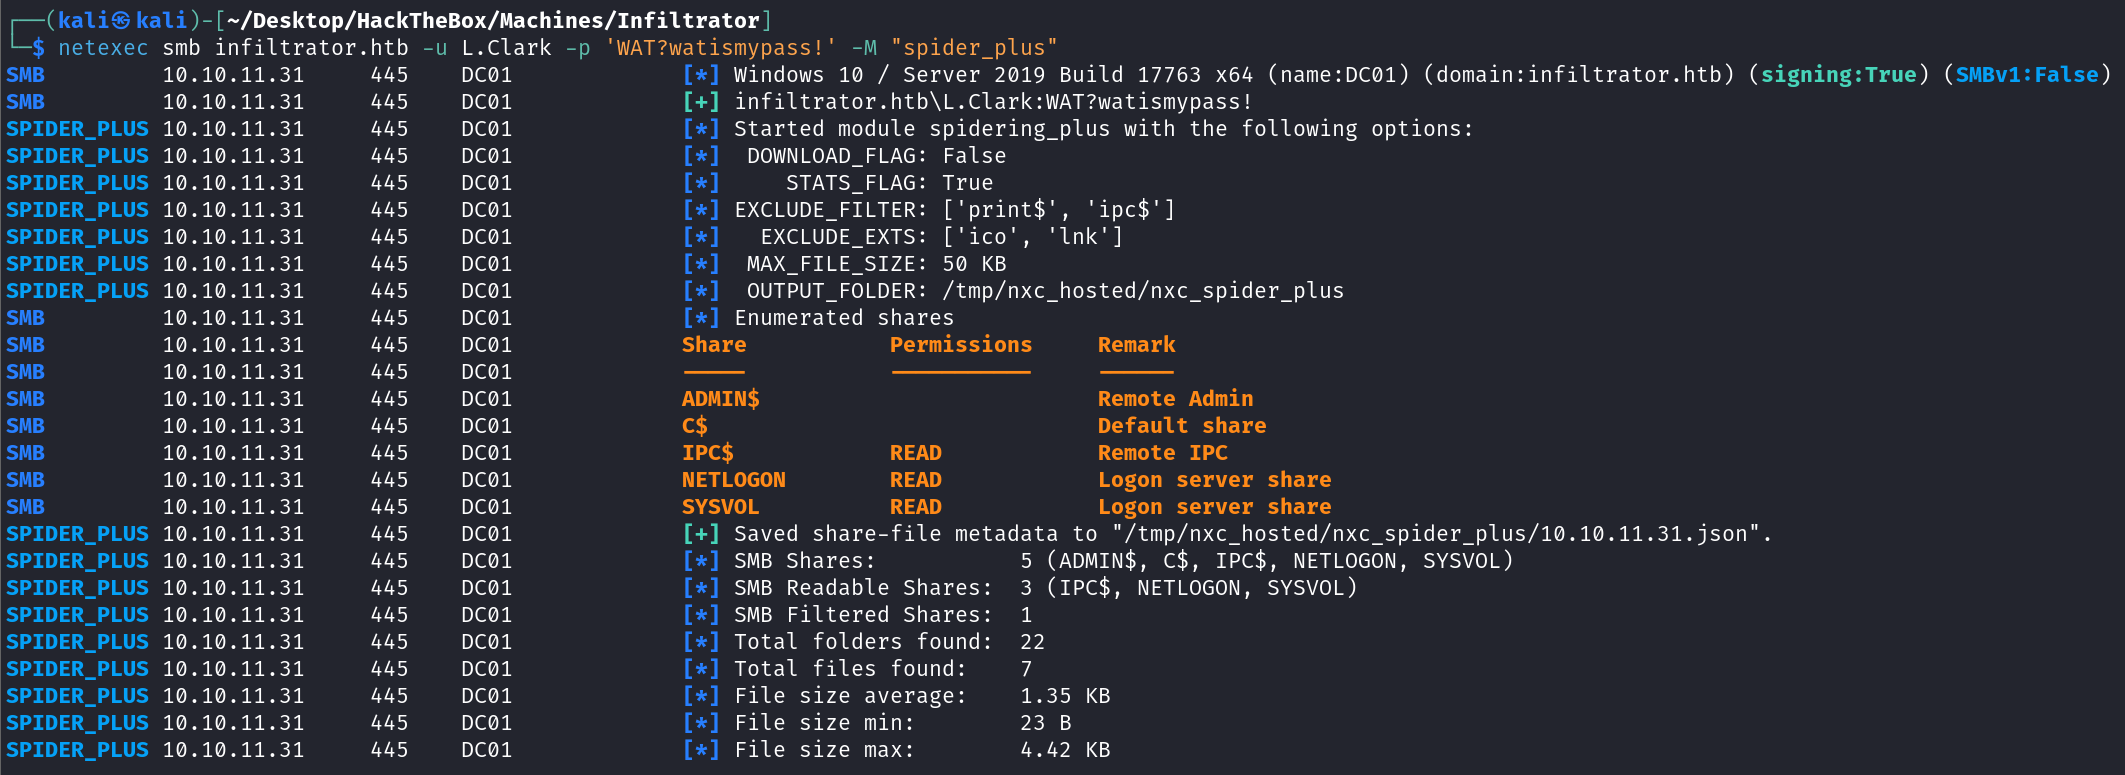 ┌──(kali㉿kali)-[~/Desktop/HackTheBox/Machines/Infiltrator]
└─$ netexec smb infiltrator.htb -u L.Clark -p 'WAT?watismypass!' -M "spider_plus"
SMB         10.10.11.31     445    DC01             [*] Windows 10 / Server 2019 Build 17763 x64 (name:DC01) (domain:infiltrator.htb) (signing:True) (SMBv1:False)
SMB         10.10.11.31     445    DC01             [+] infiltrator.htb\L.Clark:WAT?watismypass!
SPIDER_PLUS 10.10.11.31     445    DC01             [*] Started module spidering_plus with the following options:
SPIDER_PLUS 10.10.11.31     445    DC01             [*]  DOWNLOAD_FLAG: False
SPIDER_PLUS 10.10.11.31     445    DC01             [*]     STATS_FLAG: True
SPIDER_PLUS 10.10.11.31     445    DC01             [*] EXCLUDE_FILTER: ['print$', 'ipc$']
SPIDER_PLUS 10.10.11.31     445    DC01             [*]   EXCLUDE_EXTS: ['ico', 'lnk']
SPIDER_PLUS 10.10.11.31     445    DC01             [*]  MAX_FILE_SIZE: 50 KB
SPIDER_PLUS 10.10.11.31     445    DC01             [*]  OUTPUT_FOLDER: /tmp/nxc_hosted/nxc_spider_plus
SMB         10.10.11.31     445    DC01             [*] Enumerated shares
SMB         10.10.11.31     445    DC01             Share           Permissions     Remark
SMB         10.10.11.31     445    DC01             -----           -----------     ------
SMB         10.10.11.31     445    DC01             ADMIN$                          Remote Admin
SMB         10.10.11.31     445    DC01             C$                              Default share
SMB         10.10.11.31     445    DC01             IPC$            READ            Remote IPC
SMB         10.10.11.31     445    DC01             NETLOGON        READ            Logon server share
SMB         10.10.11.31     445    DC01             SYSVOL          READ            Logon server share
SPIDER_PLUS 10.10.11.31     445    DC01             [+] Saved share-file metadata to "/tmp/nxc_hosted/nxc_spider_plus/10.10.11.31.json".
SPIDER_PLUS 10.10.11.31     445    DC01             [*] SMB Shares:           5 (ADMIN$, C$, IPC$, NETLOGON, SYSVOL)
SPIDER_PLUS 10.10.11.31     445    DC01             [*] SMB Readable Shares:  3 (IPC$, NETLOGON, SYSVOL)
SPIDER_PLUS 10.10.11.31     445    DC01             [*] SMB Filtered Shares:  1
SPIDER_PLUS 10.10.11.31     445    DC01             [*] Total folders found:  22
SPIDER_PLUS 10.10.11.31     445    DC01             [*] Total files found:    7
SPIDER_PLUS 10.10.11.31     445    DC01             [*] File size average:    1.35 KB
SPIDER_PLUS 10.10.11.31     445    DC01             [*] File size min:        23 B
SPIDER_PLUS 10.10.11.31     445    DC01             [*] File size max:        4.42 KB